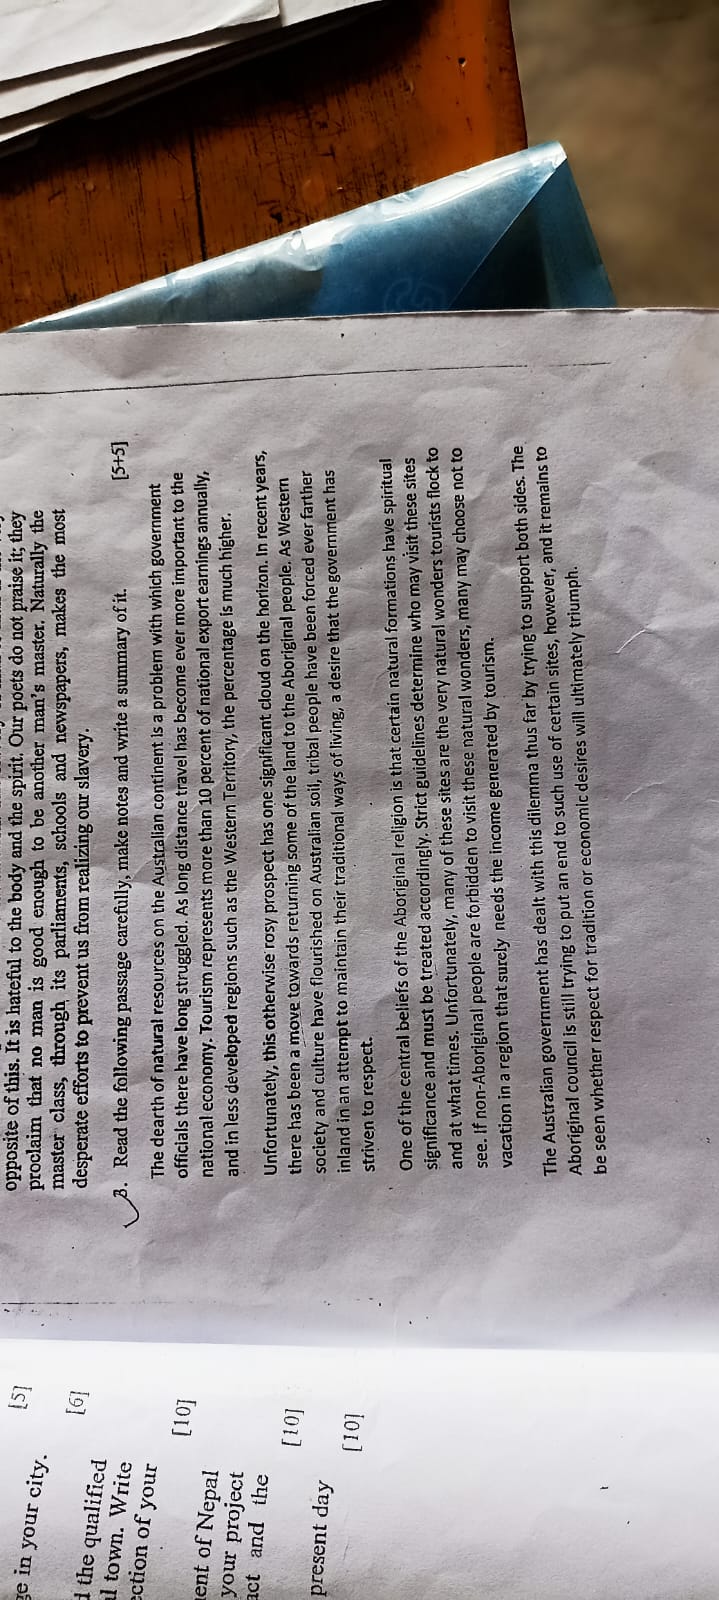 [5]
ge in your city.
[6]
d the qualified
al town. Write
ection of your
[10]
ent of Nepal
your project
act and the
[10]
present day
[10]
opposite of this. It is hateful to the body and the spirit. Our poets do not praise it; they
proclaim that no man is good enough to be another man's master. Naturally the
master class, through its parliaments, schools and newspapers, makes the most
desperate efforts to prevent us from realizing our slavery.
3. Read the following passage carefully, make notes and write a summary of it. [5+5]
The dearth of natural resources on the Australian continent is a problem with which government
officials there have long struggled. As long distance travel has become ever more important to the
national economy. Tourism represents more than 10 percent of national export earnings annually,
and in less developed regions such as the Western Territory, the percentage is much higher.
Unfortunately, this otherwise rosy prospect has one significant cloud on the horizon. In recent years,
there has been a move towards returning some of the land to the Aboriginal people. As Western
society and culture have flourished on Australian soil, tribal people have been forced ever farther
inland in an attempt to maintain their traditional ways of living, a desire that the government has
striven to respect.
One of the central beliefs of the Aboriginal religion is that certain natural formations have spiritual
significance and must be treated accordingly. Strict guidelines determine who may visit these sites
and at what times. Unfortunately, many of these sites are the very natural wonders tourists flock to
see. If non-Aboriginal people are forbidden to visit these natural wonders, many may choose not to
vacation in a region that surely needs the income generated by tourism.
The Australian government has dealt with this dilemma thus far by trying to support both sides. The
Aboriginal council is still trying to put an end to such use of certain sites, however, and it remains to
be seen whether respect for tradition or economic desires will ultimately triumph.